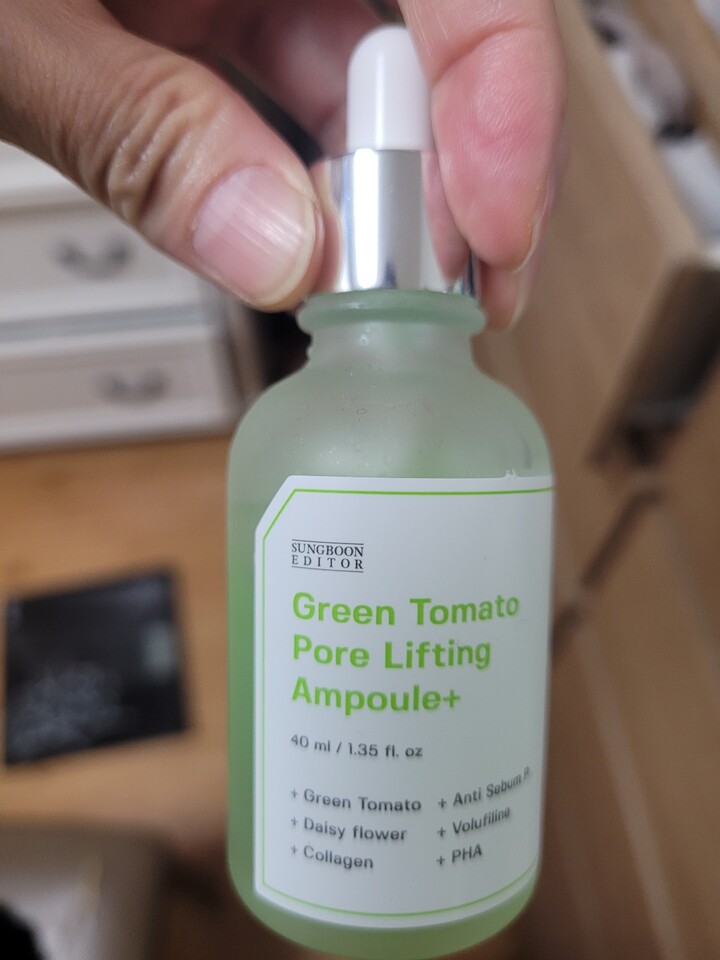 SUNGBOON
EDITOR
Green Tomato
Pore Lifting
Ampoule+
40 ml / 1.35 fl. oz
+ Green Tomato
+ Daisy flower
+ Collagen
+ Anti Sebum P
+ Volufiline
+ PHA